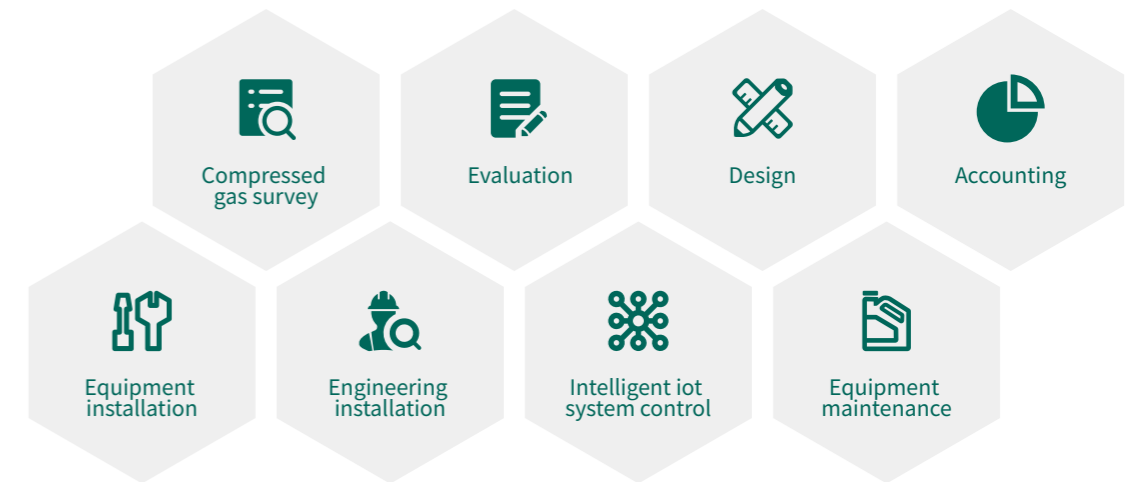 Compressed
gas survey
Evaluation
Design
Accounting
Equipment
installation
Engineering
installation
Intelligent iot
system control
Equipment
maintenance